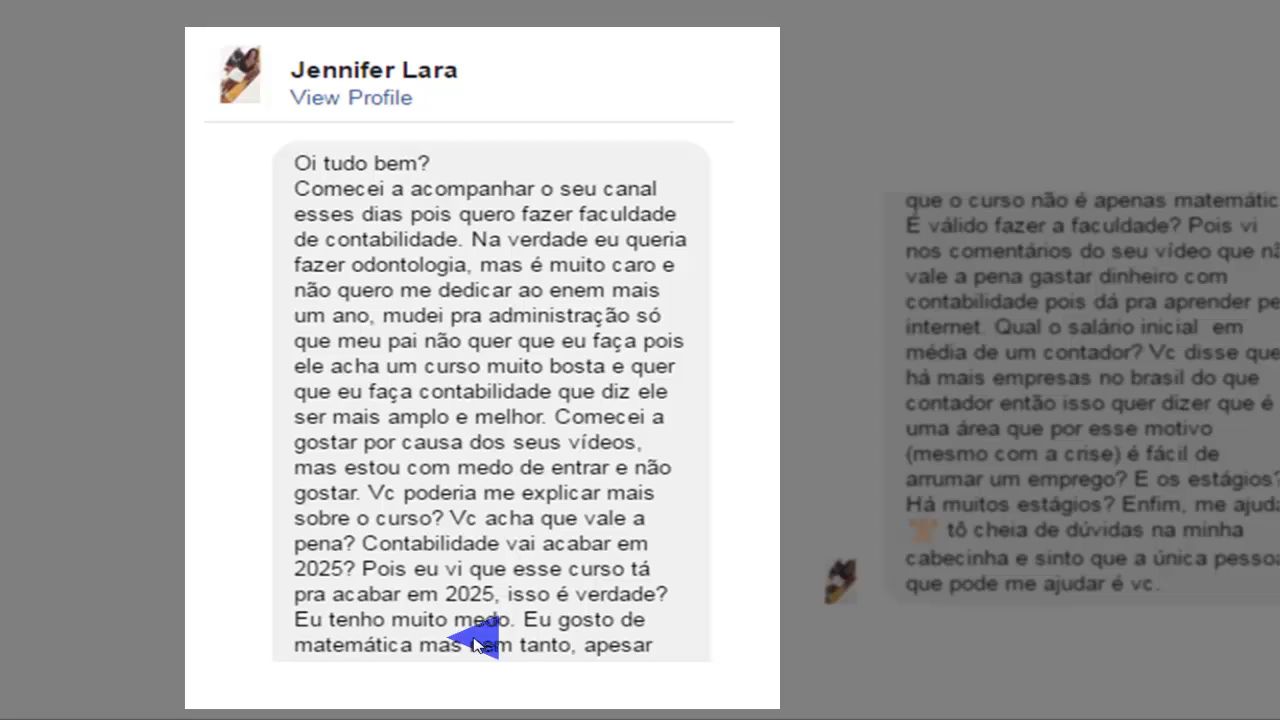 Jennifer Lara
View Profile
Oi tudo bem?
Comecei a acompanhar o seu canal
esses dias pois quero fazer faculdade
de contabilidade. Na verdade eu queria
fazer odontologia, mas é muito caro e
não quero me dedicar ao enem mais
um ano, mudei pra administração só
que meu pai não quer que eu faça pois
ele acha um curso muito bosta e quer
que eu faça contabilidade que diz ele
ser mais amplo e melhor. Comecei a
gostar por causa dos seus vídeos,
mas estou com medo de entrar e não
gostar. Vc poderia me explicar mais
sobre o curso? Vc acha que vale a
pena? Contabilidade vai acabar em
2025? Pois eu vi que esse curso tá
pra acabar em 2025, isso é verdade?
Eu tenho muito medo. Eu gosto de
matemática mas nem tanto, apesar
que o curso não é apenas matemátic
É válido fazer a faculdade? Pois vi
nos comentários do seu vídeo que nã
vale a pena gastar dinheiro com
contabilidade pois dá pra aprender pe
internet. Qual o salário inicial em
média de um contador? Vc disse que
há mais empresas no brasil do que
contador então isso quer dizer que é
uma área que por esse motivo
(mesmo com a crise) é fácil de
arrumar um emprego? E os estágios?
Há muitos estágios? Enfim, me ajuda
tô cheia de dúvidas na minha
cabecinha e sinto que a única pessoa
que pode me ajudar é vc.